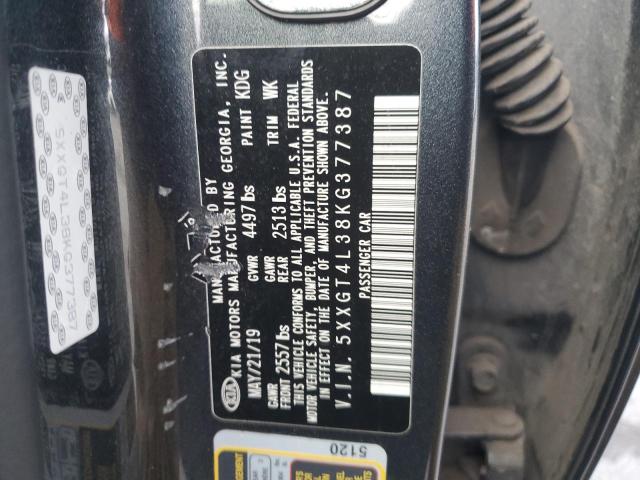 MANUFACTURED BY
KIA KIA MOTORS MANUFACTURING GEORGIA, INC.
MAY/21/19 GVWR 4497 lbs PAINT KDG
GAWR FRONT 2557 lbs GAWR REAR 2513 lbs TRIM WK
THIS VEHICLE CONFORMS TO ALL APPLICABLE U.S.A. FEDERAL
MOTOR VEHICLE SAFETY, BUMPER, AND THEFT PREVENTION STANDARDS
IN EFFECT ON THE DATE OF MANUFACTURE SHOWN ABOVE.
V.I.N. 5XXGT4L38KG377387
PASSENGER CAR
5XXGT4L38KG377387
5120